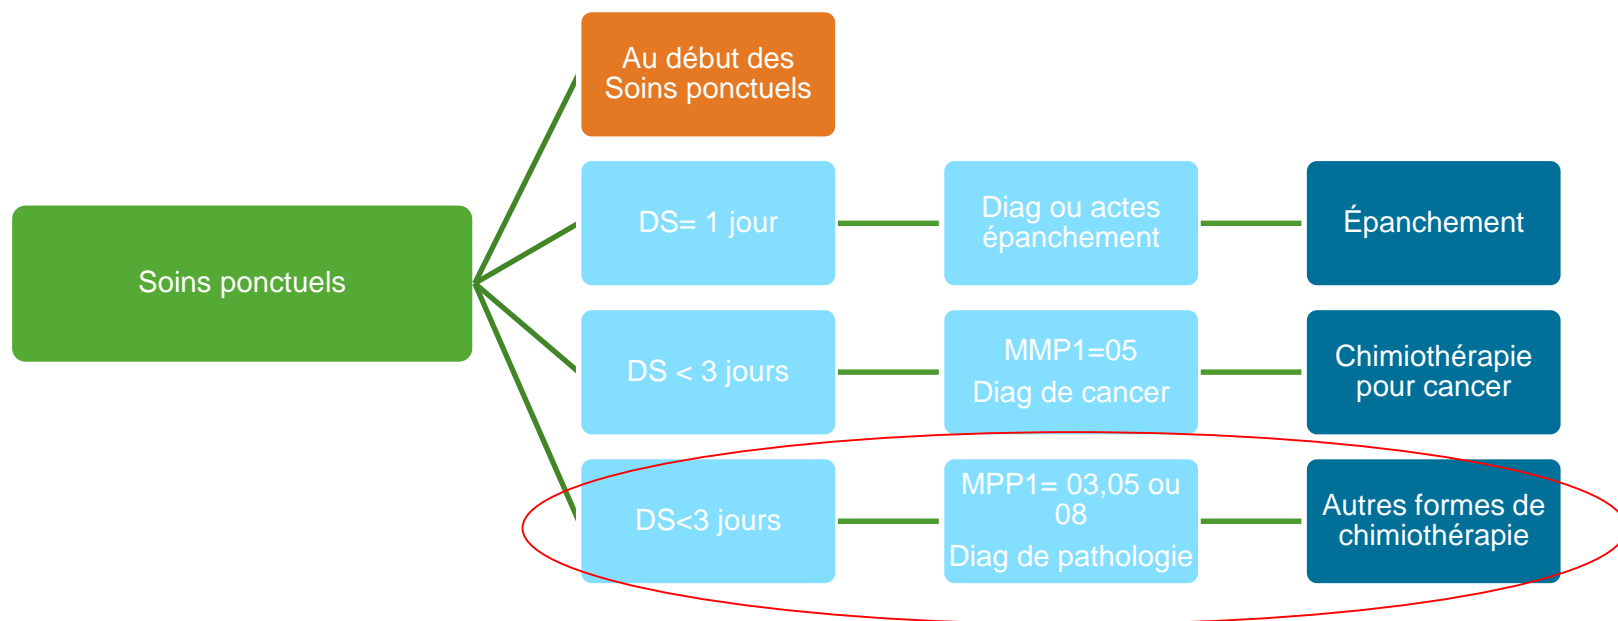 Au début des
Soins ponctuels
Soins ponctuels
DS= 1 jour
Diag ou actes
épanchement
Épanchement
DS < 3 jours
MMP1=05
Diag de cancer
Chimiothérapie
pour cancer
DS<3 jours
MPP1= 03,05 ou
08
Diag de pathologie
Autres formes de
chimiothérapie